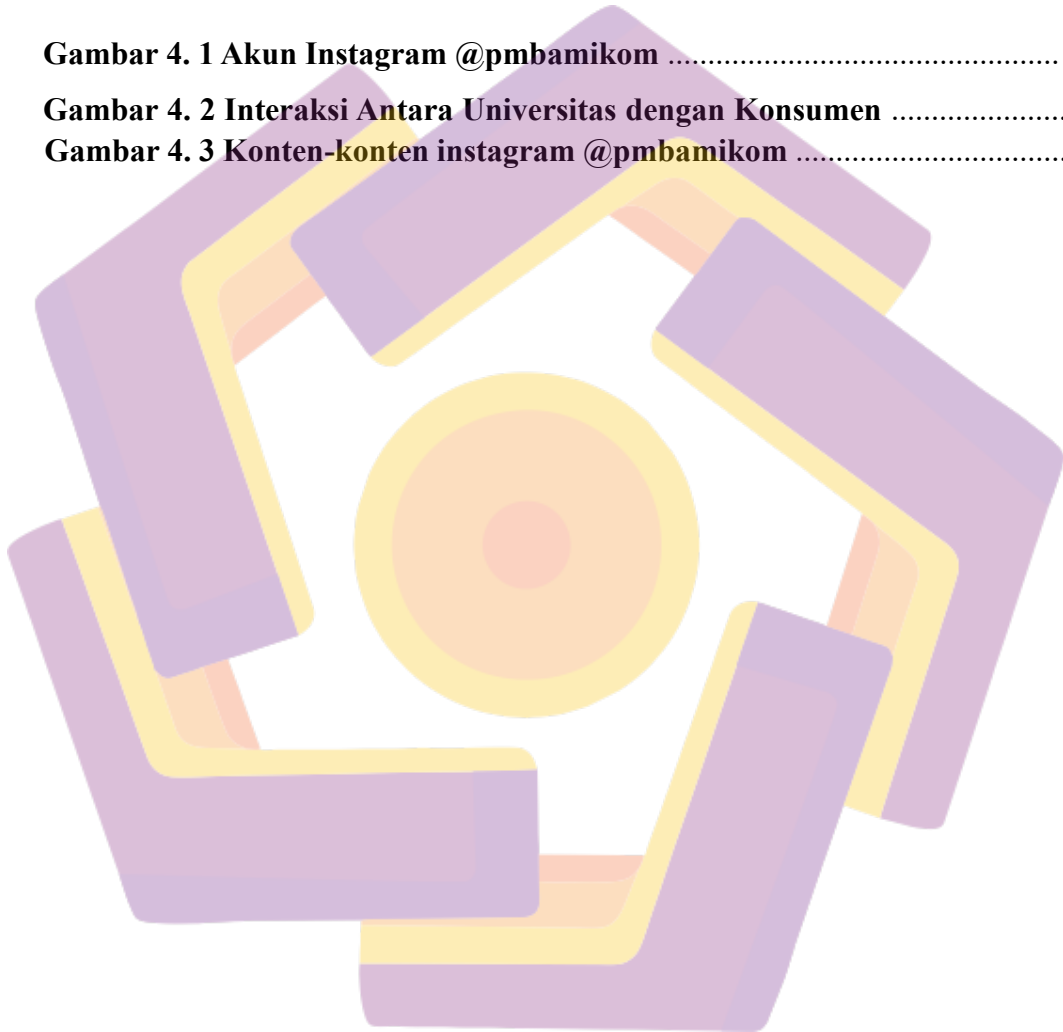 Gambar 4. 1 Akun Instagram @pmbamikom ..................................................
Gambar 4. 2 Interaksi Antara Universitas dengan Konsumen ......................
Gambar 4. 3 Konten-konten instagram @pmbamikom ..................................